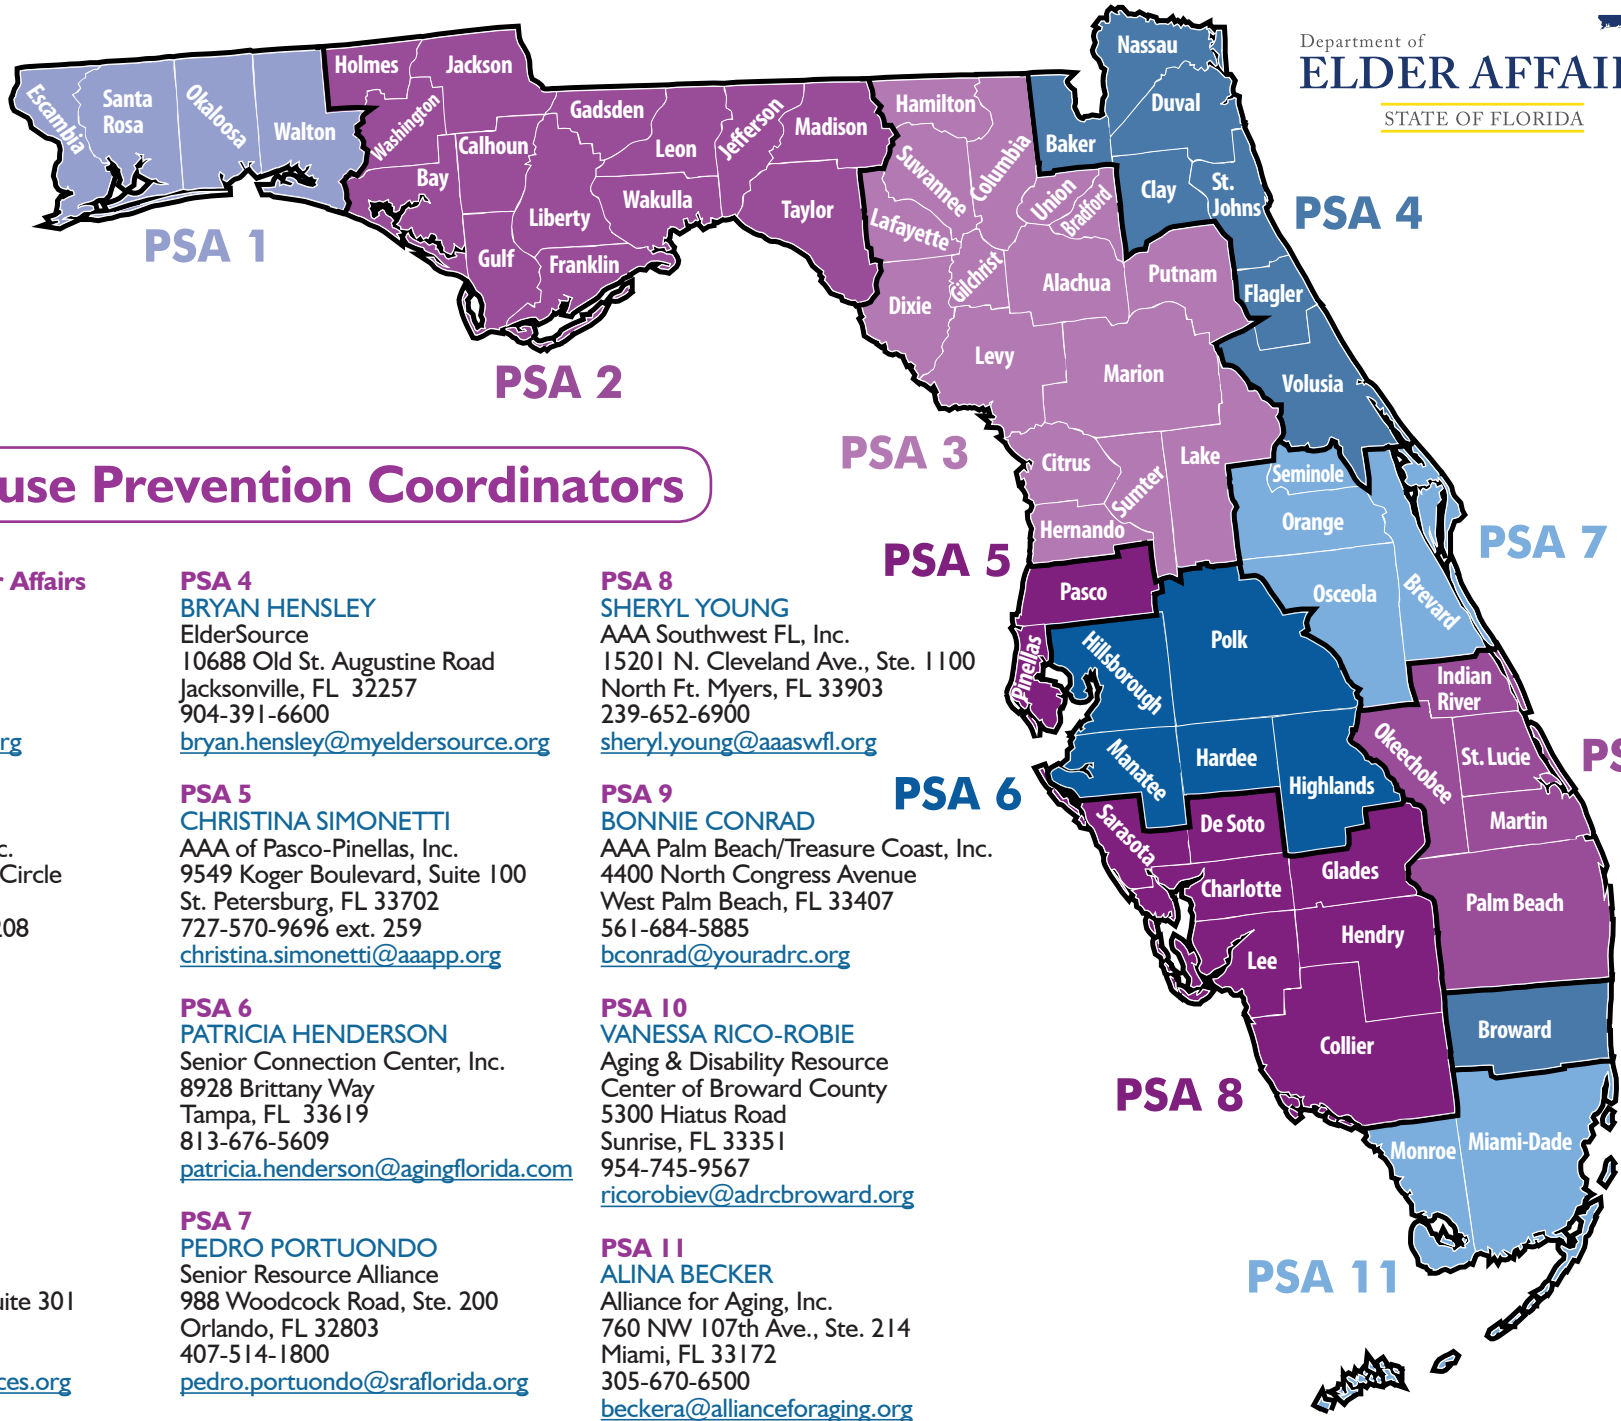 Department of
ELDER AFFAI
STATE OF FLORIDA
Nassau
Holmes
Jackson
Escambia
Santa
Rosa
Okaloosa
Walton
Washington
Gadsden
Jefferson
Madison
Hamilton
Duval
Baker
Calhoun
Leon
Columbia
Suwannee
Bay
Wakulla
Union
Bradford
Clay
St.
Johns
PSA 4
Liberty
Taylor
Lafayette
PSA 1
Gulf
Franklin
Gilchrist
Alachua
Putnam
Dixie
Flagler
PSA 2
Levy
Marion
Volusia
PSA 3
Citrus
Sumter
Lake
Seminole
use Prevention Coordinators
Hernando
Orange
PSA 7
PSA 5
Pasco
Osceola
Brevard
Pinellas
Hillsborough
Polk
Indian
River
Manatee
Hardee
Highlands
Okeechobee
St. Lucie
PS
PSA 6
Sarasota
De Soto
Martin
Charlotte
Glades
Palm Beach
Lee
Hendry
Collier
Broward
PSA 8
Monroe
Miami-Dade
PSA 11
r Affairs
rg
c.
Circle
208
uite 301
ces.org
PSA 4
BRYAN HENSLEY
ElderSource
10688 Old St. Augustine Road
Jacksonville, FL 32257
904-391-6600
bryan.hensley@myeldersource.org
PSA 5
CHRISTINA SIMONETTI
AAA of Pasco-Pinellas, Inc.
9549 Koger Boulevard, Suite 100
St. Petersburg, FL 33702
727-570-9696 ext. 259
christina.simonetti@aaapp.org
PSA 6
PATRICIA HENDERSON
Senior Connection Center, Inc.
8928 Brittany Way
Tampa, FL 33619
813-676-5609
patricia.henderson@agingflorida.com
PSA 7
PEDRO PORTUONDO
Senior Resource Alliance
988 Woodcock Road, Ste. 200
Orlando, FL 32803
407-514-1800
pedro.portuondo@sraflorida.org
PSA 8
SHERYL YOUNG
AAA Southwest FL, Inc.
15201 N. Cleveland Ave., Ste. 1100
North Ft. Myers, FL 33903
239-652-6900
sheryl.young@aaaswfl.org
PSA 9
BONNIE CONRAD
AAA Palm Beach/Treasure Coast, Inc.
4400 North Congress Avenue
West Palm Beach, FL 33407
561-684-5885
bconrad@youradrc.org
PSA 10
VANESSA RICO-ROBIE
Aging & Disability Resource
Center of Broward County
5300 Hiatus Road
Sunrise, FL 33351
954-745-9567
ricorobiev@adrcbroward.org
PSA 11
ALINA BECKER
Alliance for Aging, Inc.
760 NW 107th Ave., Ste. 214
Miami, FL 33172
305-670-6500
beckera@allianceforaging.org